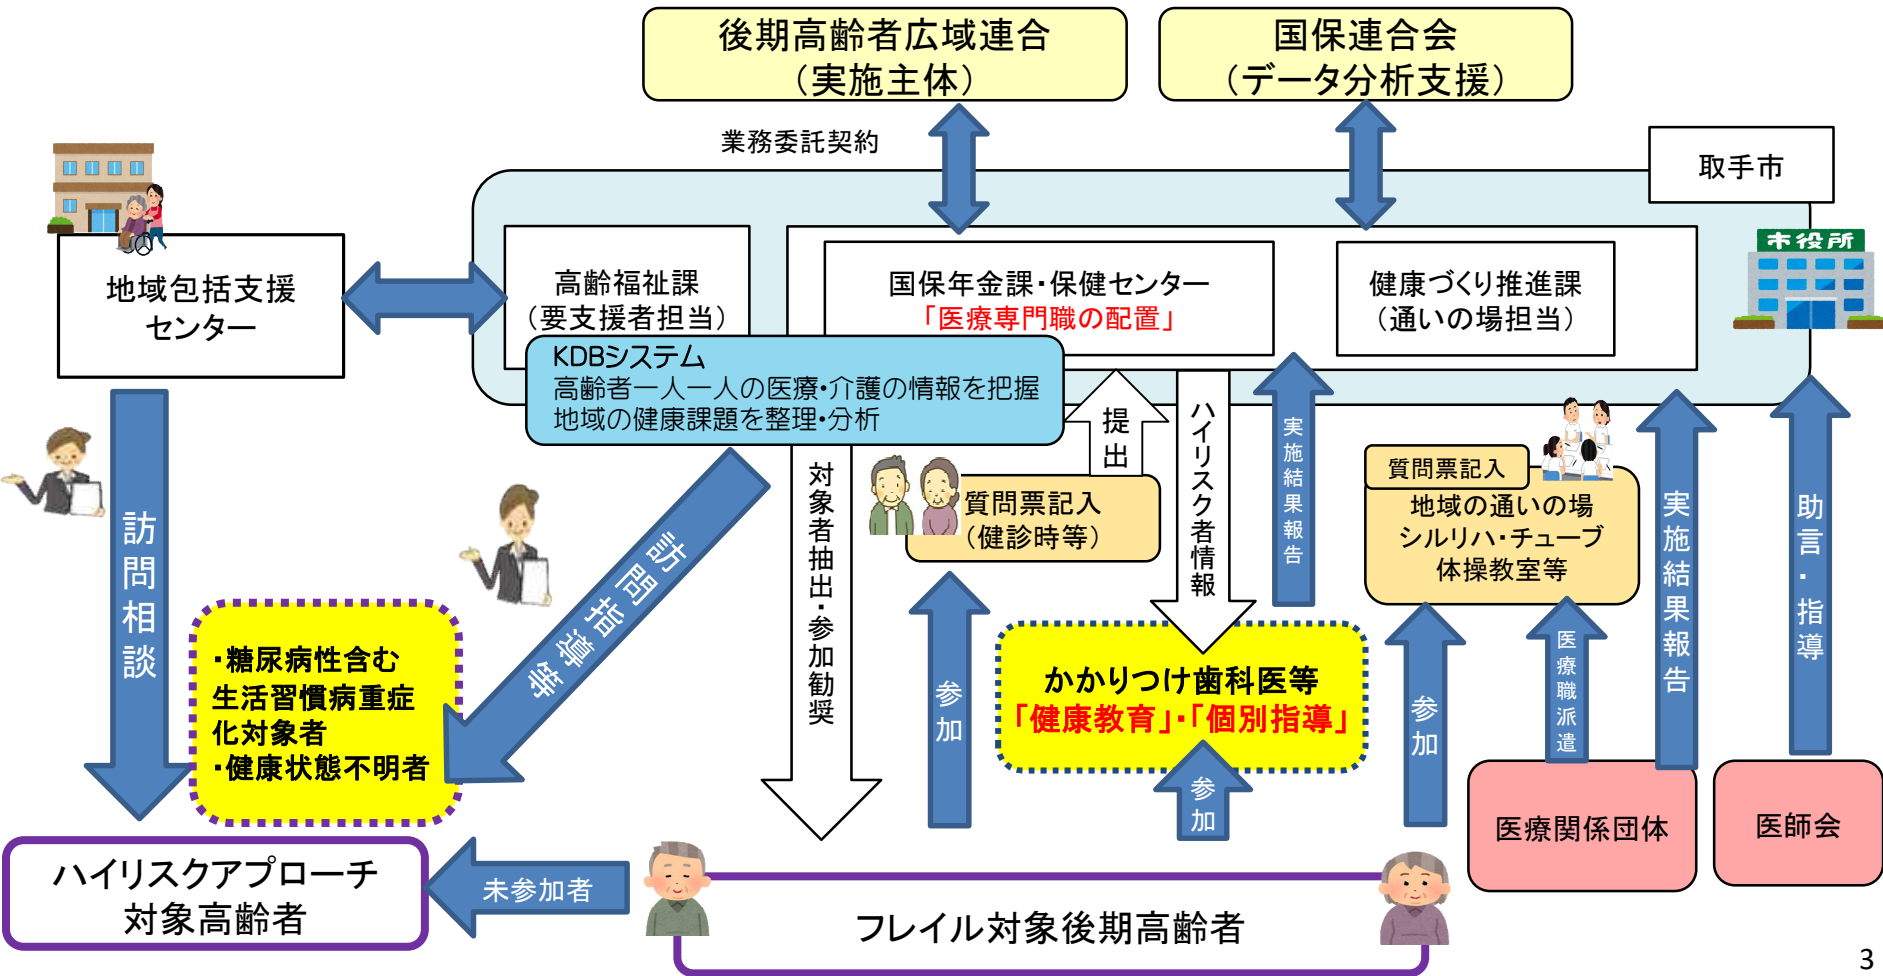 後期高齢者広域連合
（実施主体）
国保連合会
（データ分析支援）
業務委託契約
取手市
市役所
地域包括支援
センター
高齢福祉課
（要支援者担当）
国保年金課・保健センター
「医療専門職の配置」
健康づくり推進課
（通いの場担当）
KDBシステム
高齢者一人一人の医療・介護の情報を把握
地域の健康課題を整理・分析
提出
ハイリスク者情報
実施結果報告
質問票記入
地域の通いの場
シルリハ・チューブ
体操教室等
質問票記入
（健診時等）
対象者抽出・参加勧奨
訪問相談
訪問指導等
実施結果報告
助言・指導
・糖尿病性含む
生活習慣病重症
化対象者
・健康状態不明者
参加
かかりつけ歯科医等
「健康教育」・「個別指導」
参加
参加
医療職派遣
医療関係団体
医師会
ハイリスクアプローチ
対象高齢者
未参加者
フレイル対象後期高齢者
3